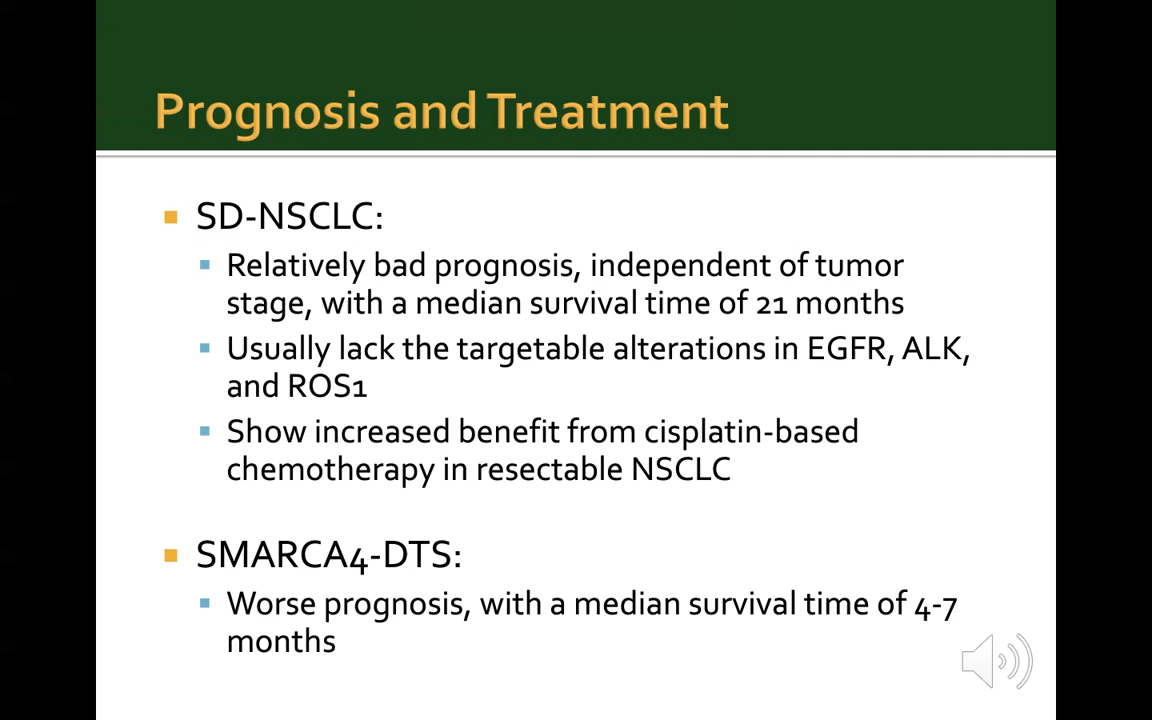 Prognosis and Treatment
SD-NSCLC:
Relatively bad prognosis, independent of tumor
stage, with a median survival time of 21 months
Usually lack the targetable alterations in EGFR, ALK,
and ROS1
Show increased benefit from cisplatin-based
chemotherapy in resectable NSCLC
SMARCA4-DTS:
Worse prognosis, with a median survival time of 4-7
months